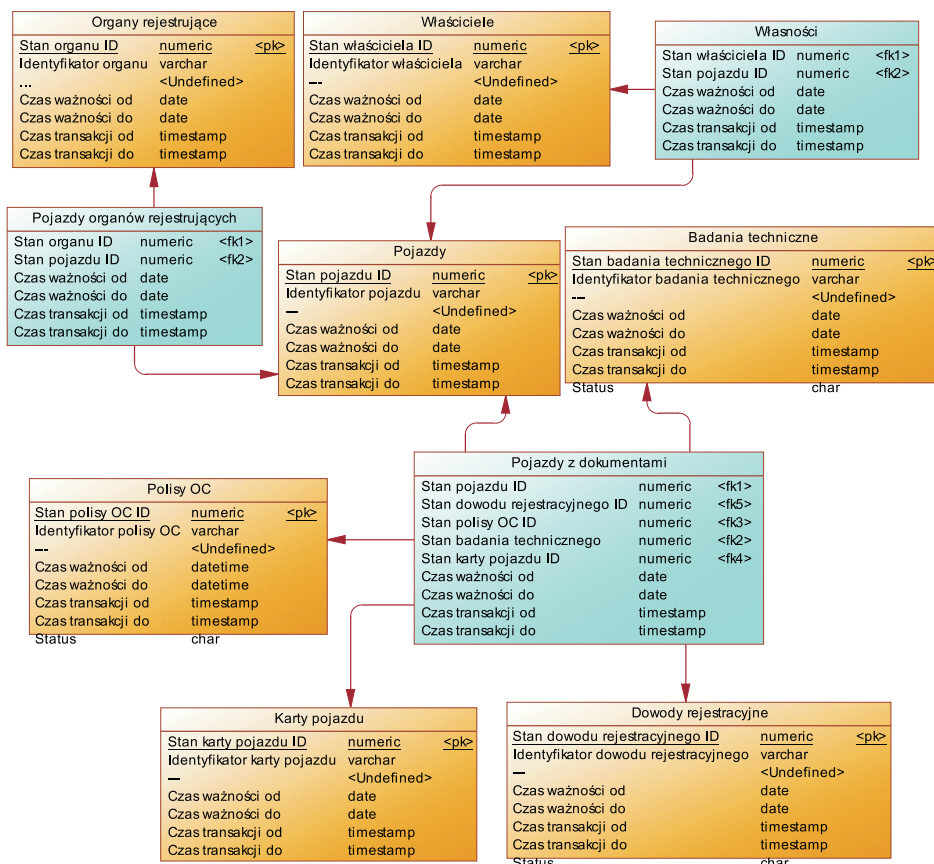 Organy rejestrujące
Stan organu ID numeric <pk>
Identyfikator organu varchar
... <Undefined>
Czas ważności od date
Czas ważności do date
Czas transakcji od timestamp
Czas transakcji do timestamp
Właściciele
Stan właściciela ID numeric <pk>
Identyfikator właściciela varchar
--- <Undefined>
Czas ważności od date
Czas ważności do date
Czas transakcji od timestamp
Czas transakcji do timestamp
Własności
Stan właściciela ID numeric <fk1>
Stan pojazdu ID numeric <fk2>
Czas ważności od date
Czas ważności do date
Czas transakcji od timestamp
Czas transakcji do timestamp
Pojazdy organów rejestrujących
Stan organu ID numeric <fk1>
Stan pojazdu ID numeric <fk2>
Czas ważności od date
Czas ważności do date
Czas transakcji od timestamp
Czas transakcji do timestamp
Pojazdy
Stan pojazdu ID numeric <pk>
Identyfikator pojazdu varchar
--- <Undefined>
Czas ważności od date
Czas ważności do date
Czas transakcji od timestamp
Czas transakcji do timestamp
Badania techniczne
Stan badania technicznego ID numeric <pk>
Identyfikator badania technicznego varchar
--- <Undefined>
Czas ważności od date
Czas ważności do date
Czas transakcji od timestamp
Czas transakcji do timestamp
Status char
Pojazdy z dokumentami
Stan pojazdu ID numeric <fk1>
Stan dowodu rejestracyjnego ID numeric <fk5>
Stan polisy OC ID numeric <fk3>
Stan badania technicznego numeric <fk2>
Stan karty pojazdu ID numeric <fk4>
Czas ważności od date
Czas ważności do date
Czas transakcji od timestamp
Czas transakcji do timestamp
Polisy OC
Stan polisy OC ID numeric <pk>
Identyfikator polisy OC varchar
--- <Undefined>
Czas ważności od datetime
Czas ważności do datetime
Czas transakcji od timestamp
Czas transakcji do timestamp
Status char
Karty pojazdu
Stan karty pojazdu ID numeric <pk>
Identyfikator karty pojazdu varchar
--- <Undefined>
Czas ważności od date
Czas ważności do date
Czas transakcji od timestamp
Czas transakcji do timestamp
Dowody rejestracyjne
Stan dowodu rejestracyjnego ID numeric <pk>
Identyfikator dowodu rejestracyjnego varchar
--- <Undefined>
Czas ważności od date
Czas ważności do date
Czas transakcji od timestamp
Czas transakcji do timestamp
Status char